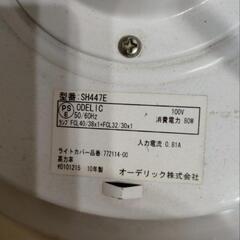 型番:SH447E
PS E ODELIC 100V
50/60Hz 消費電力 80W
ランプ FCL40/38x1+FCL32/30x1
入力電流 0.81A
ライトカバー品番 772114-00
高力率
#0101215 10年製
オーデリック株式会社